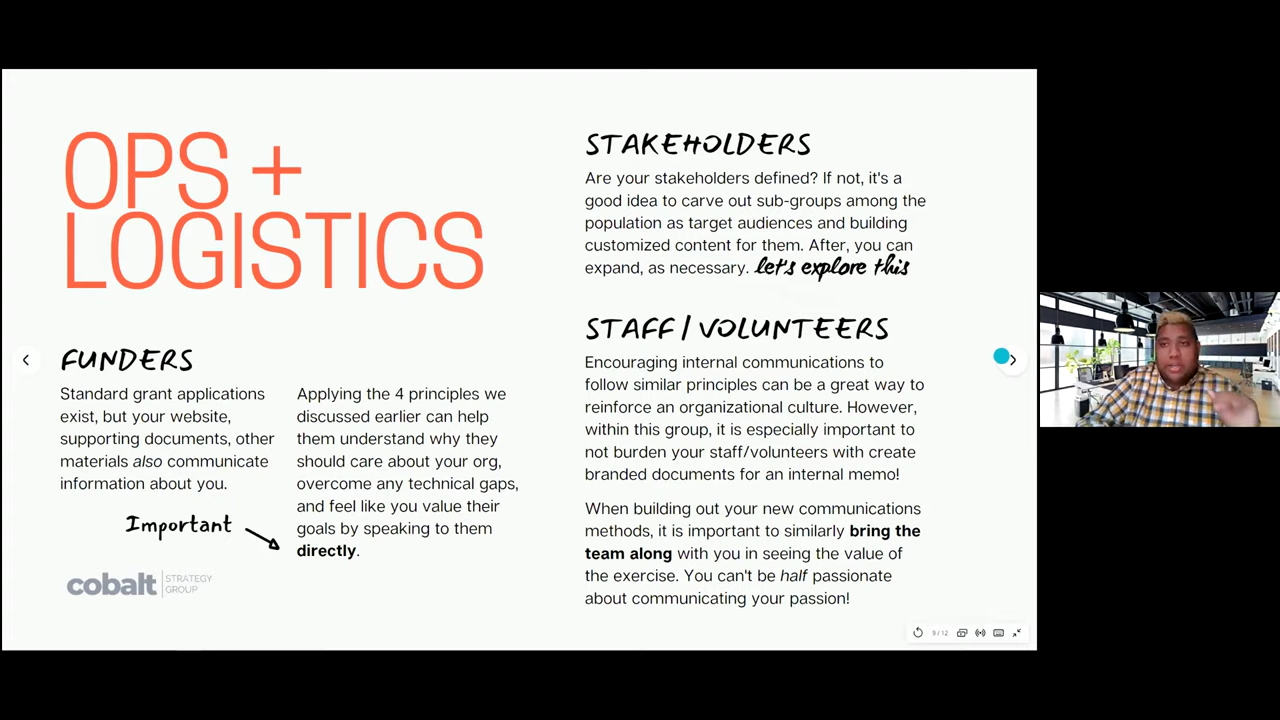 OPS +
LOGISTICS
FUNDERS
Standard grant applications
exist, but your website,
supporting documents, other
materials also communicate
information about you.
Important
Applying the 4 principles we
discussed earlier can help
them understand why they
should care about your org,
overcome any technical gaps,
and feel like you value their
goals by speaking to them
directly.
cobalt
STRATEGY
GROUP
STAKEHOLDERS
Are your stakeholders defined? If not, it's a
good idea to carve out sub-groups among the
population as target audiences and building
customized content for them. After, you can
expand, as necessary. let's explore this
STAFF/VOLUNTEERS
Encouraging internal communications to
follow similar principles can be a great way to
reinforce an organizational culture. However,
within this group, it is especially important to
not burden your staff/volunteers with create
branded documents for an internal memo!
When building out your new communications
methods, it is important to similarly bring the
team along with you in seeing the value of
the exercise. You can't be half passionate
about communicating your passion!
9/12